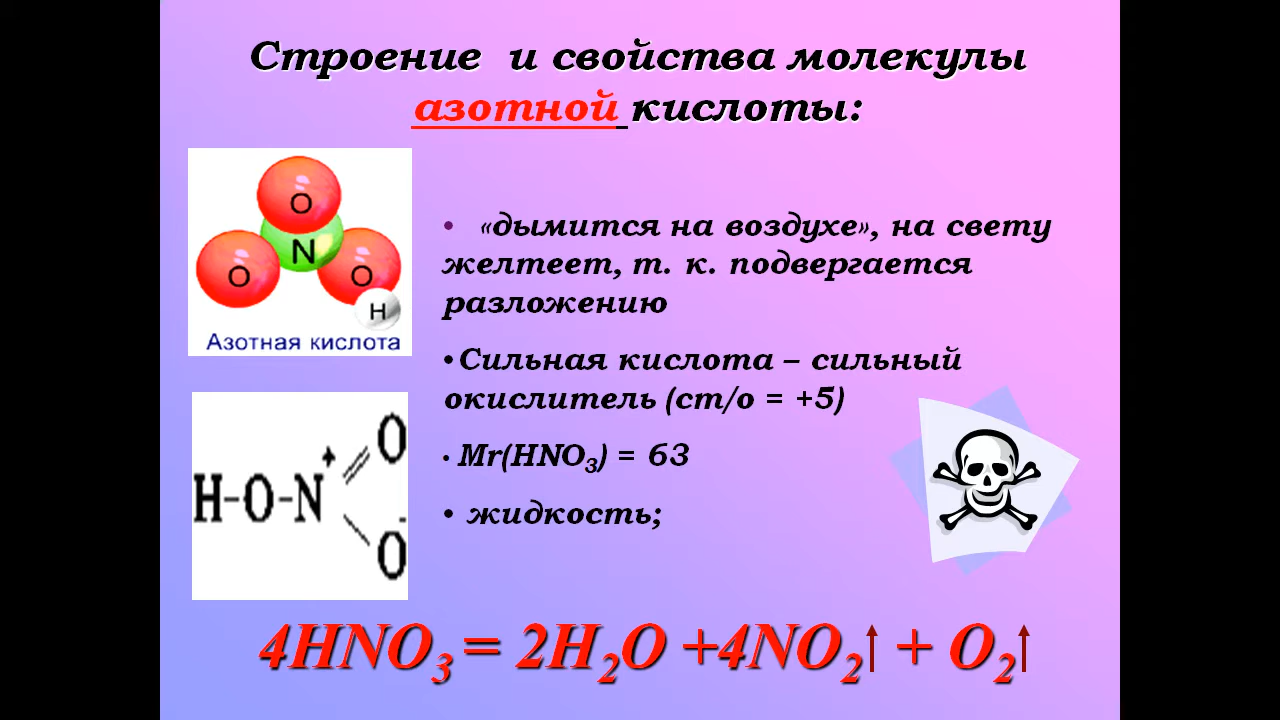 Строение и свойства молекулы
азотной кислоты:
O
N
O
O
H
Азотная кислота
H-O-N
+
O
O
-
• «дымится на воздухе», на свету
желтеет, т. к. подвергается
разложению
• Сильная кислота – сильный
окислитель (ст/о = +5)
• Mr(HNO₃) = 63
• жидкость;
4HNO₃ = 2H₂O +4NO₂↑ + O₂↑